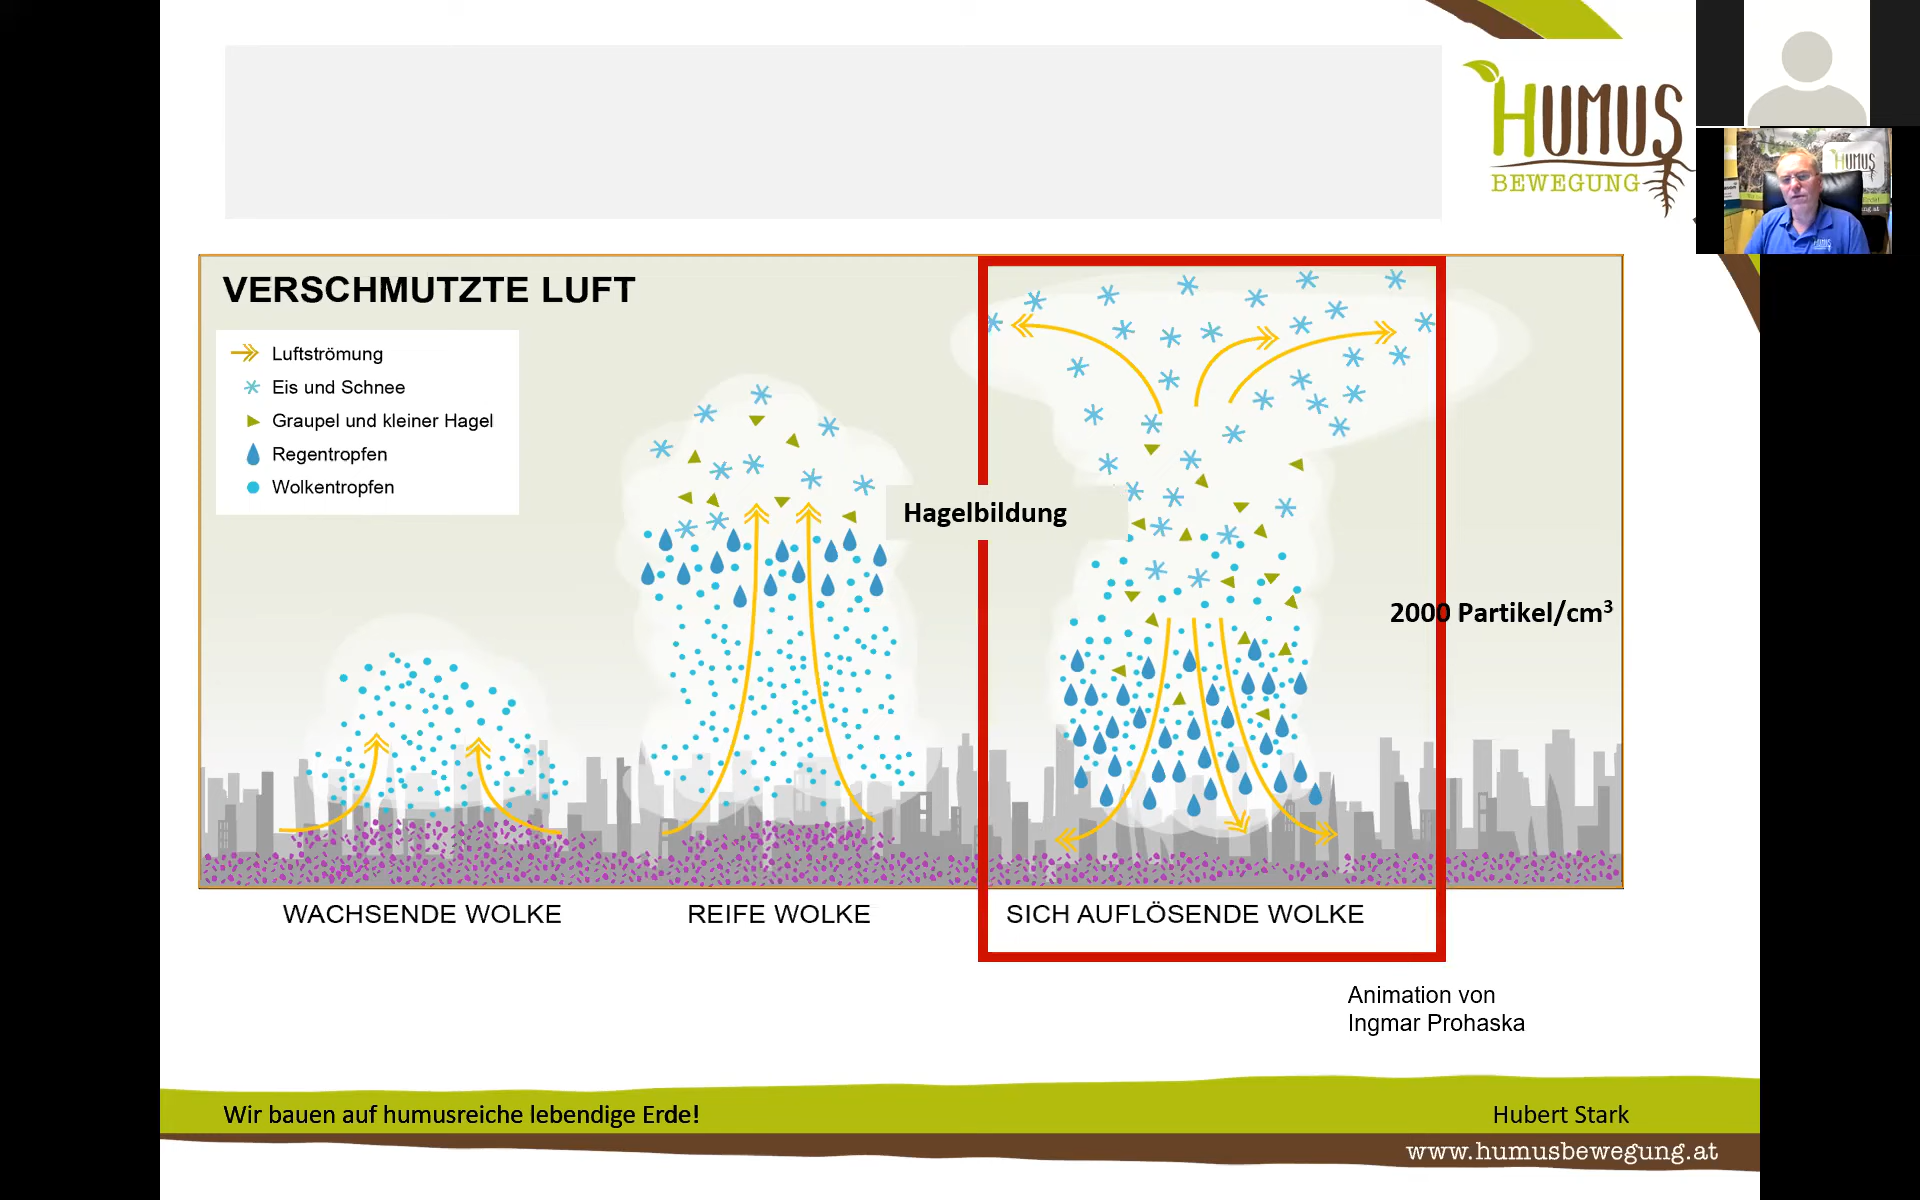 HUMUS
BEWEGUNG
HUMUS
VERSCHMUTZTE LUFT
Luftströmung
Eis und Schnee
Graupel und kleiner Hagel
Regentropfen
Wolkentropfen
Hagelbildung
2000 Partikel/cm³
WACHSENDE WOLKE
REIFE WOLKE
SICH AUFLÖSENDE WOLKE
Animation von
Ingmar Prohaska
Wir bauen auf humusreiche lebendige Erde!
Hubert Stark
www.humusbewegung.at